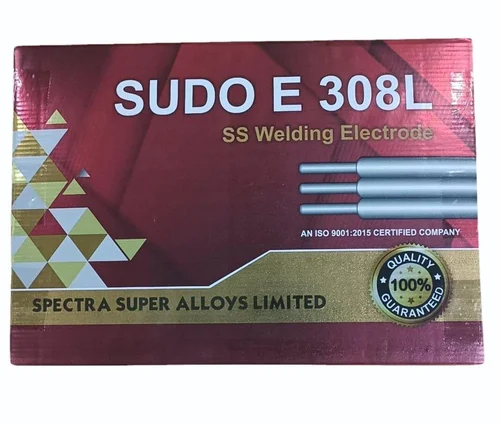 SUDO E 308L
SS Welding Electrode
AN ISO 9001:2015 CERTIFIED COMPANY
QUALITY
100%
GUARANTEED
SPECTRA SUPER ALLOYS LIMITED